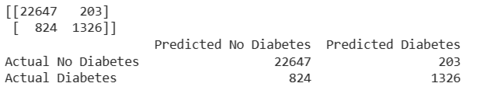 [[22647 203]
[ 824 1326]]
Predicted No Diabetes Predicted Diabetes
Actual No Diabetes 22647 203
Actual Diabetes 824 1326